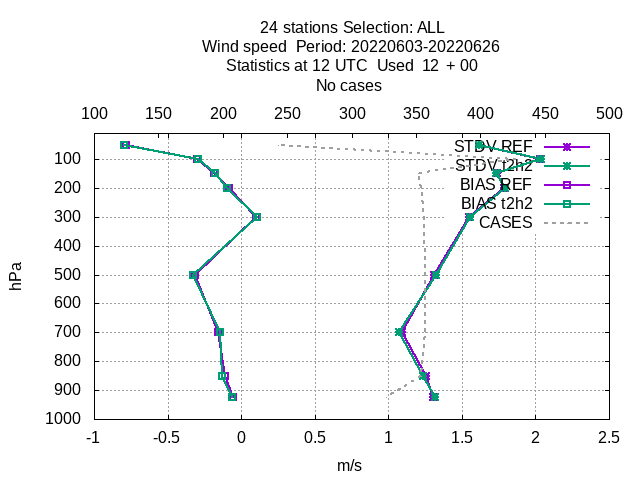 24 stations Selection: ALL
Wind speed  Period: 20220603-20220626
Statistics at 12 UTC  Used  12  + 00
No cases
100 150 200 250 300 350 400 450 500
STDV REF
100
STDV t2h2
200
BIAS REF
BIAS t2h2
300
CASES
400
hPa
500
600
700
800
900
1000
-1 -0.5 0 0.5 1 1.5 2 2.5
m/s